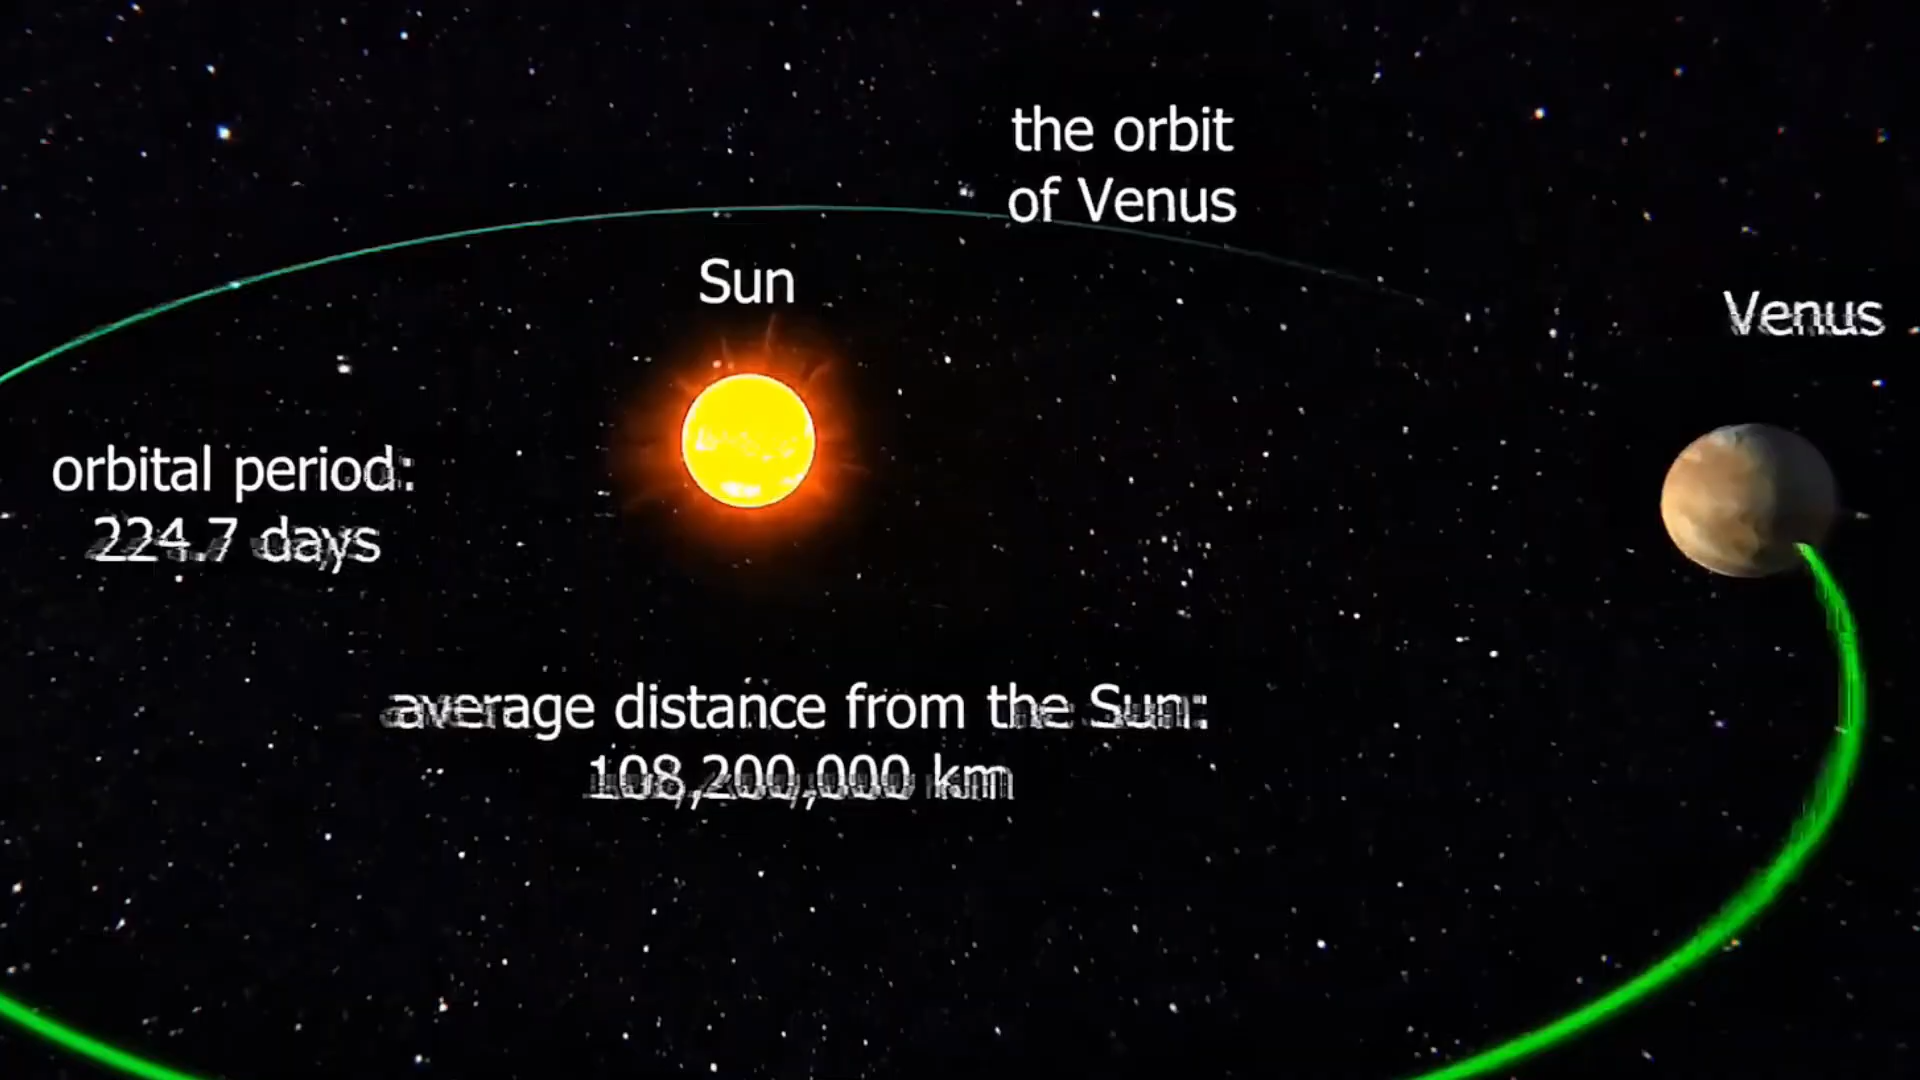 the orbit
of Venus
Sun
Venus
orbital period:
224.7 days
average distance from the Sun:
108,200,000 km